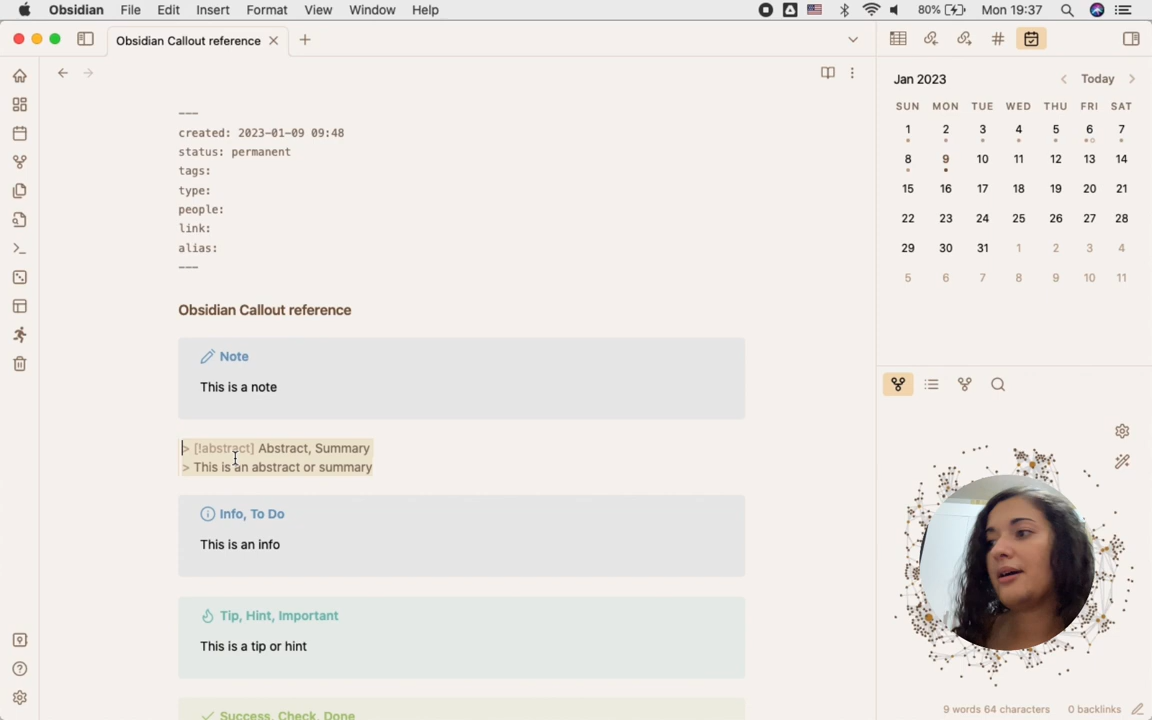 Obsidian File Edit Insert Format View Window Help 80% Mon 19:37
Obsidian Callout reference
Jan 2023 Today
SUN MON TUE WED THU FRI SAT
1 2 3 4 5 6 7
8 9 10 11 12 13 14
15 16 17 18 19 20 21
22 23 24 25 26 27 28
29 30 31 1 2 3 4
5 6 7 8 9 10 11
---
created: 2023-01-09 09:48
status: permanent
tags:
type:
people:
link:
alias:
---
Obsidian Callout reference
Note
This is a note
> [!abstract] Abstract, Summary
> This is an abstract or summary
Info, To Do
This is an info
Tip, Hint, Important
This is a tip or hint
Success, Check, Done
9 words 64 characters 0 backlinks